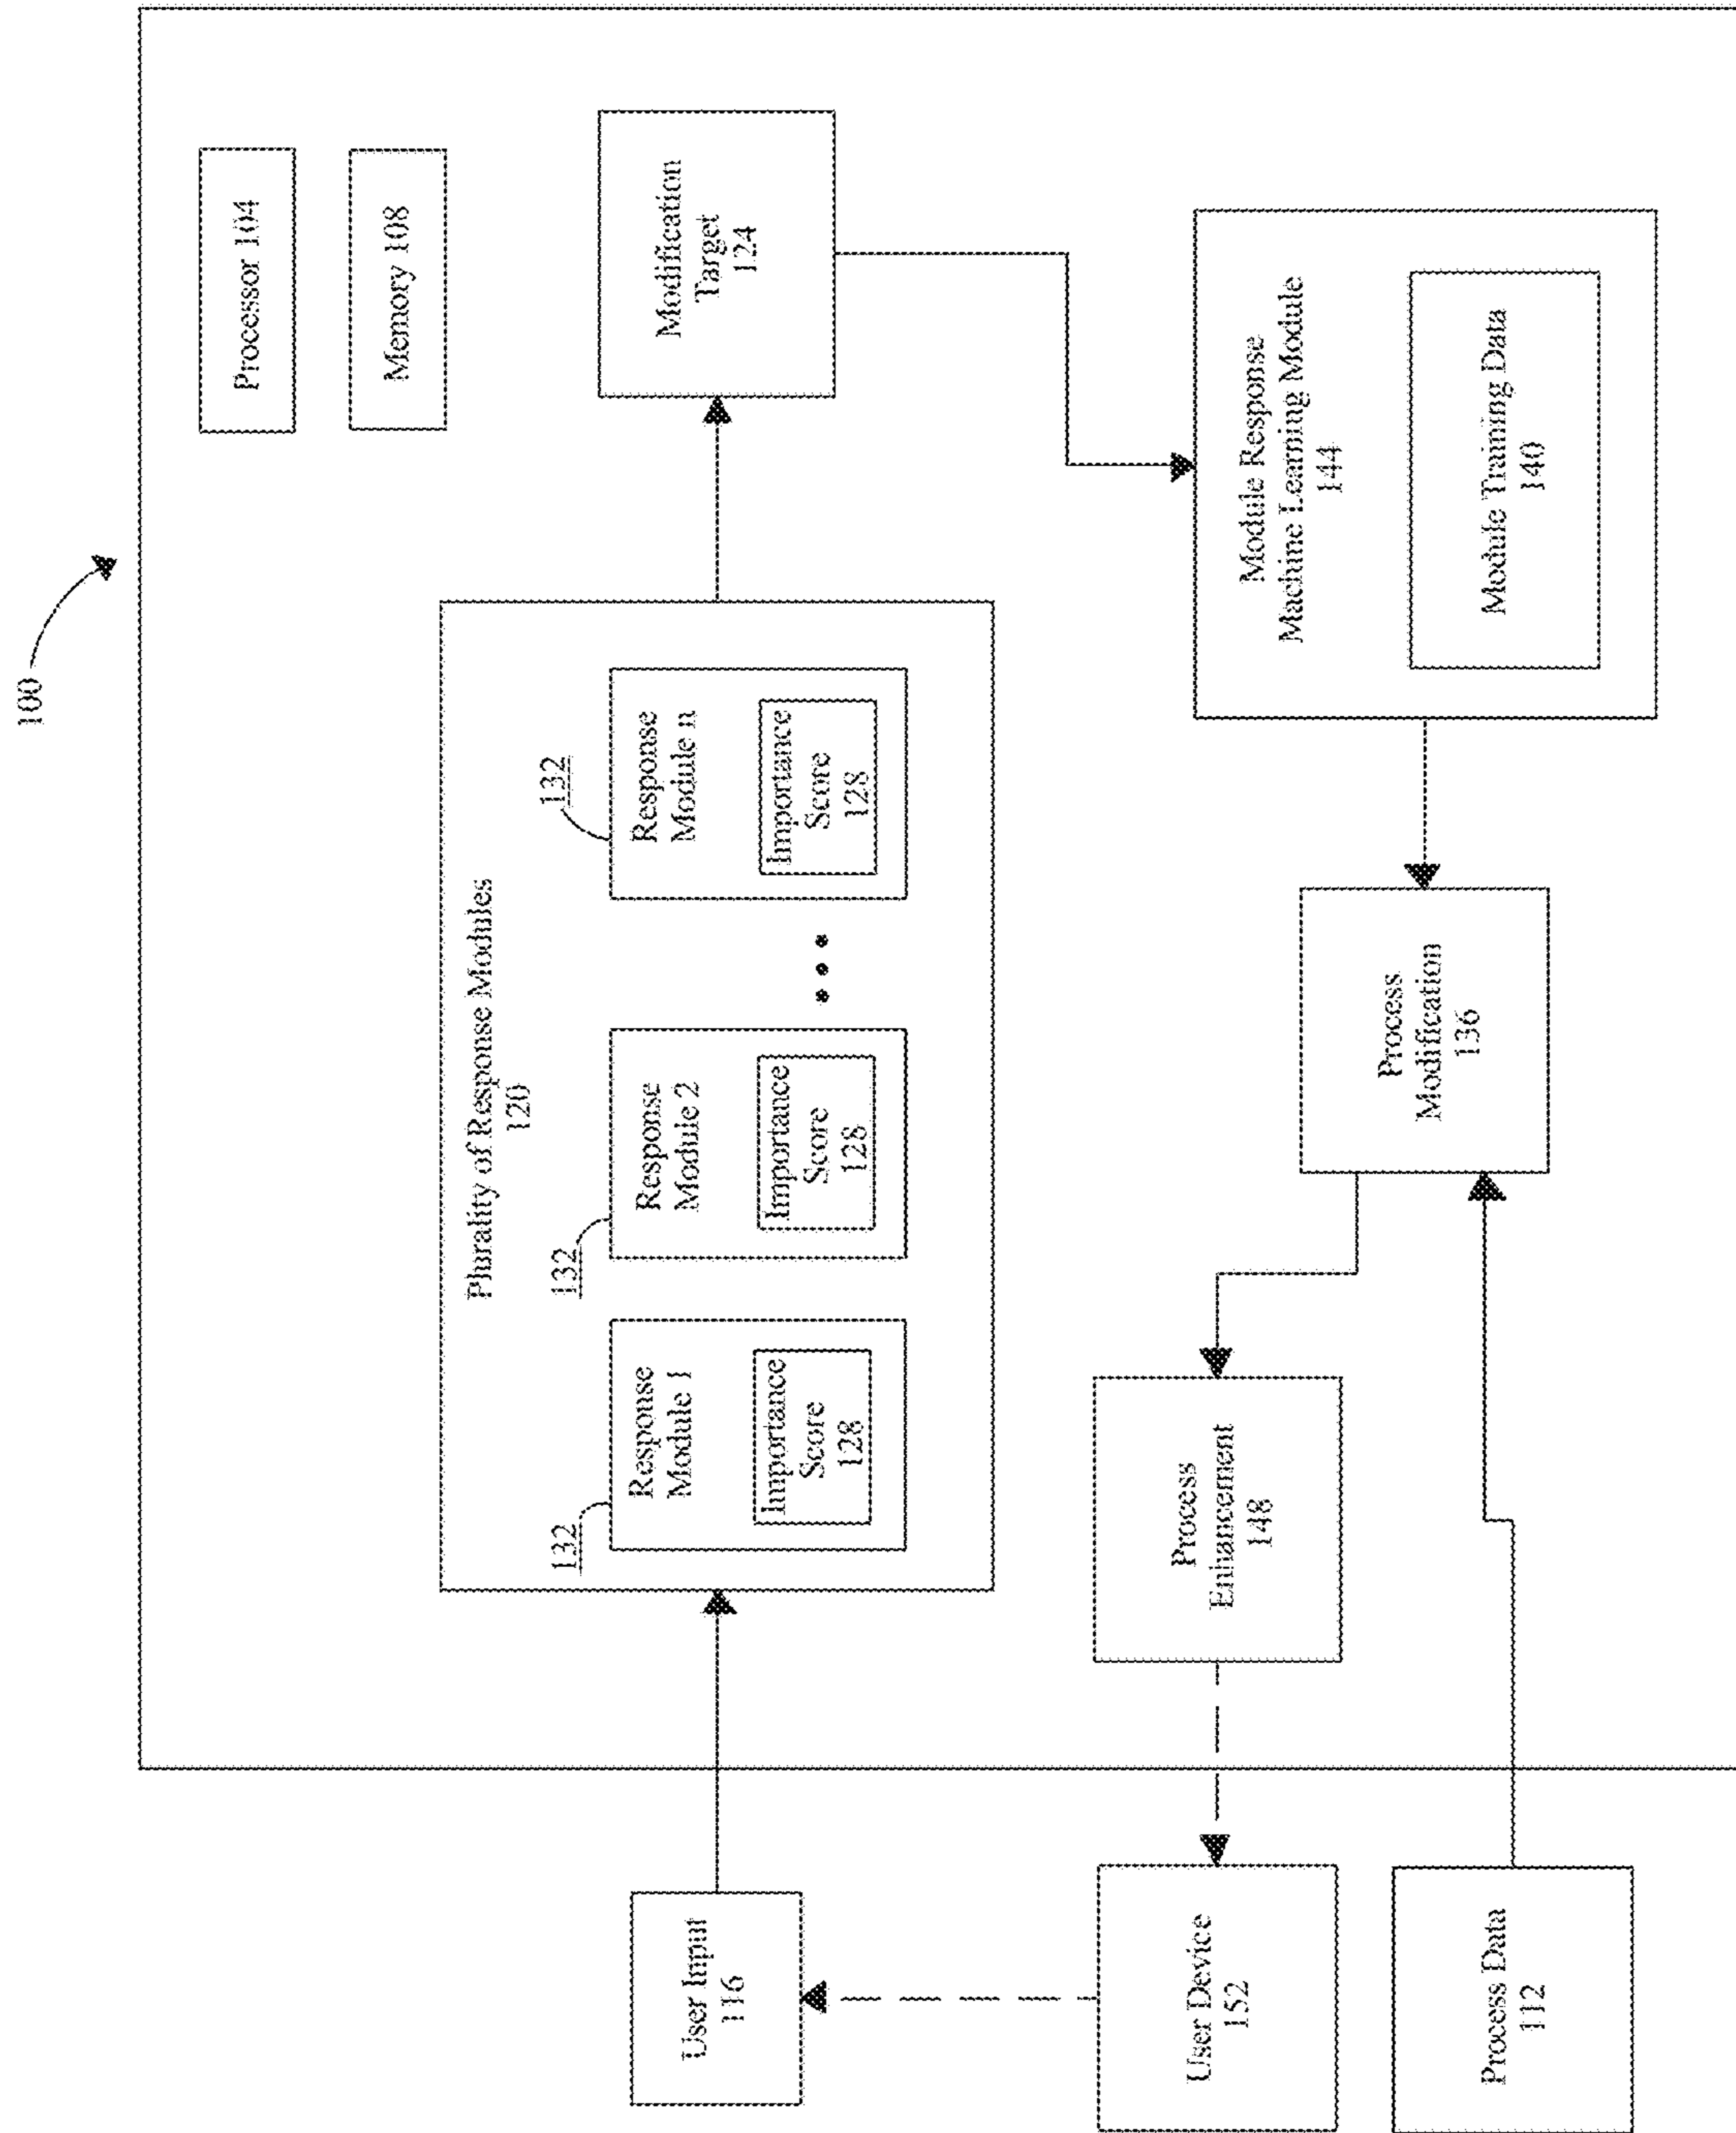 100
Processor 104
Memory 108
User Input
116
Plurality of Response Modules
120
132
Response
Module 1
Importance
Score
128
132
Response
Module 2
Importance
Score
128
132
Response
Module n
Importance
Score
128
Modification
Target
124
User Device
152
Process
Enhancement
148
Process
Modification
136
Module Response
Machine Learning Module
144
Module Training Data
140
Process Data
112